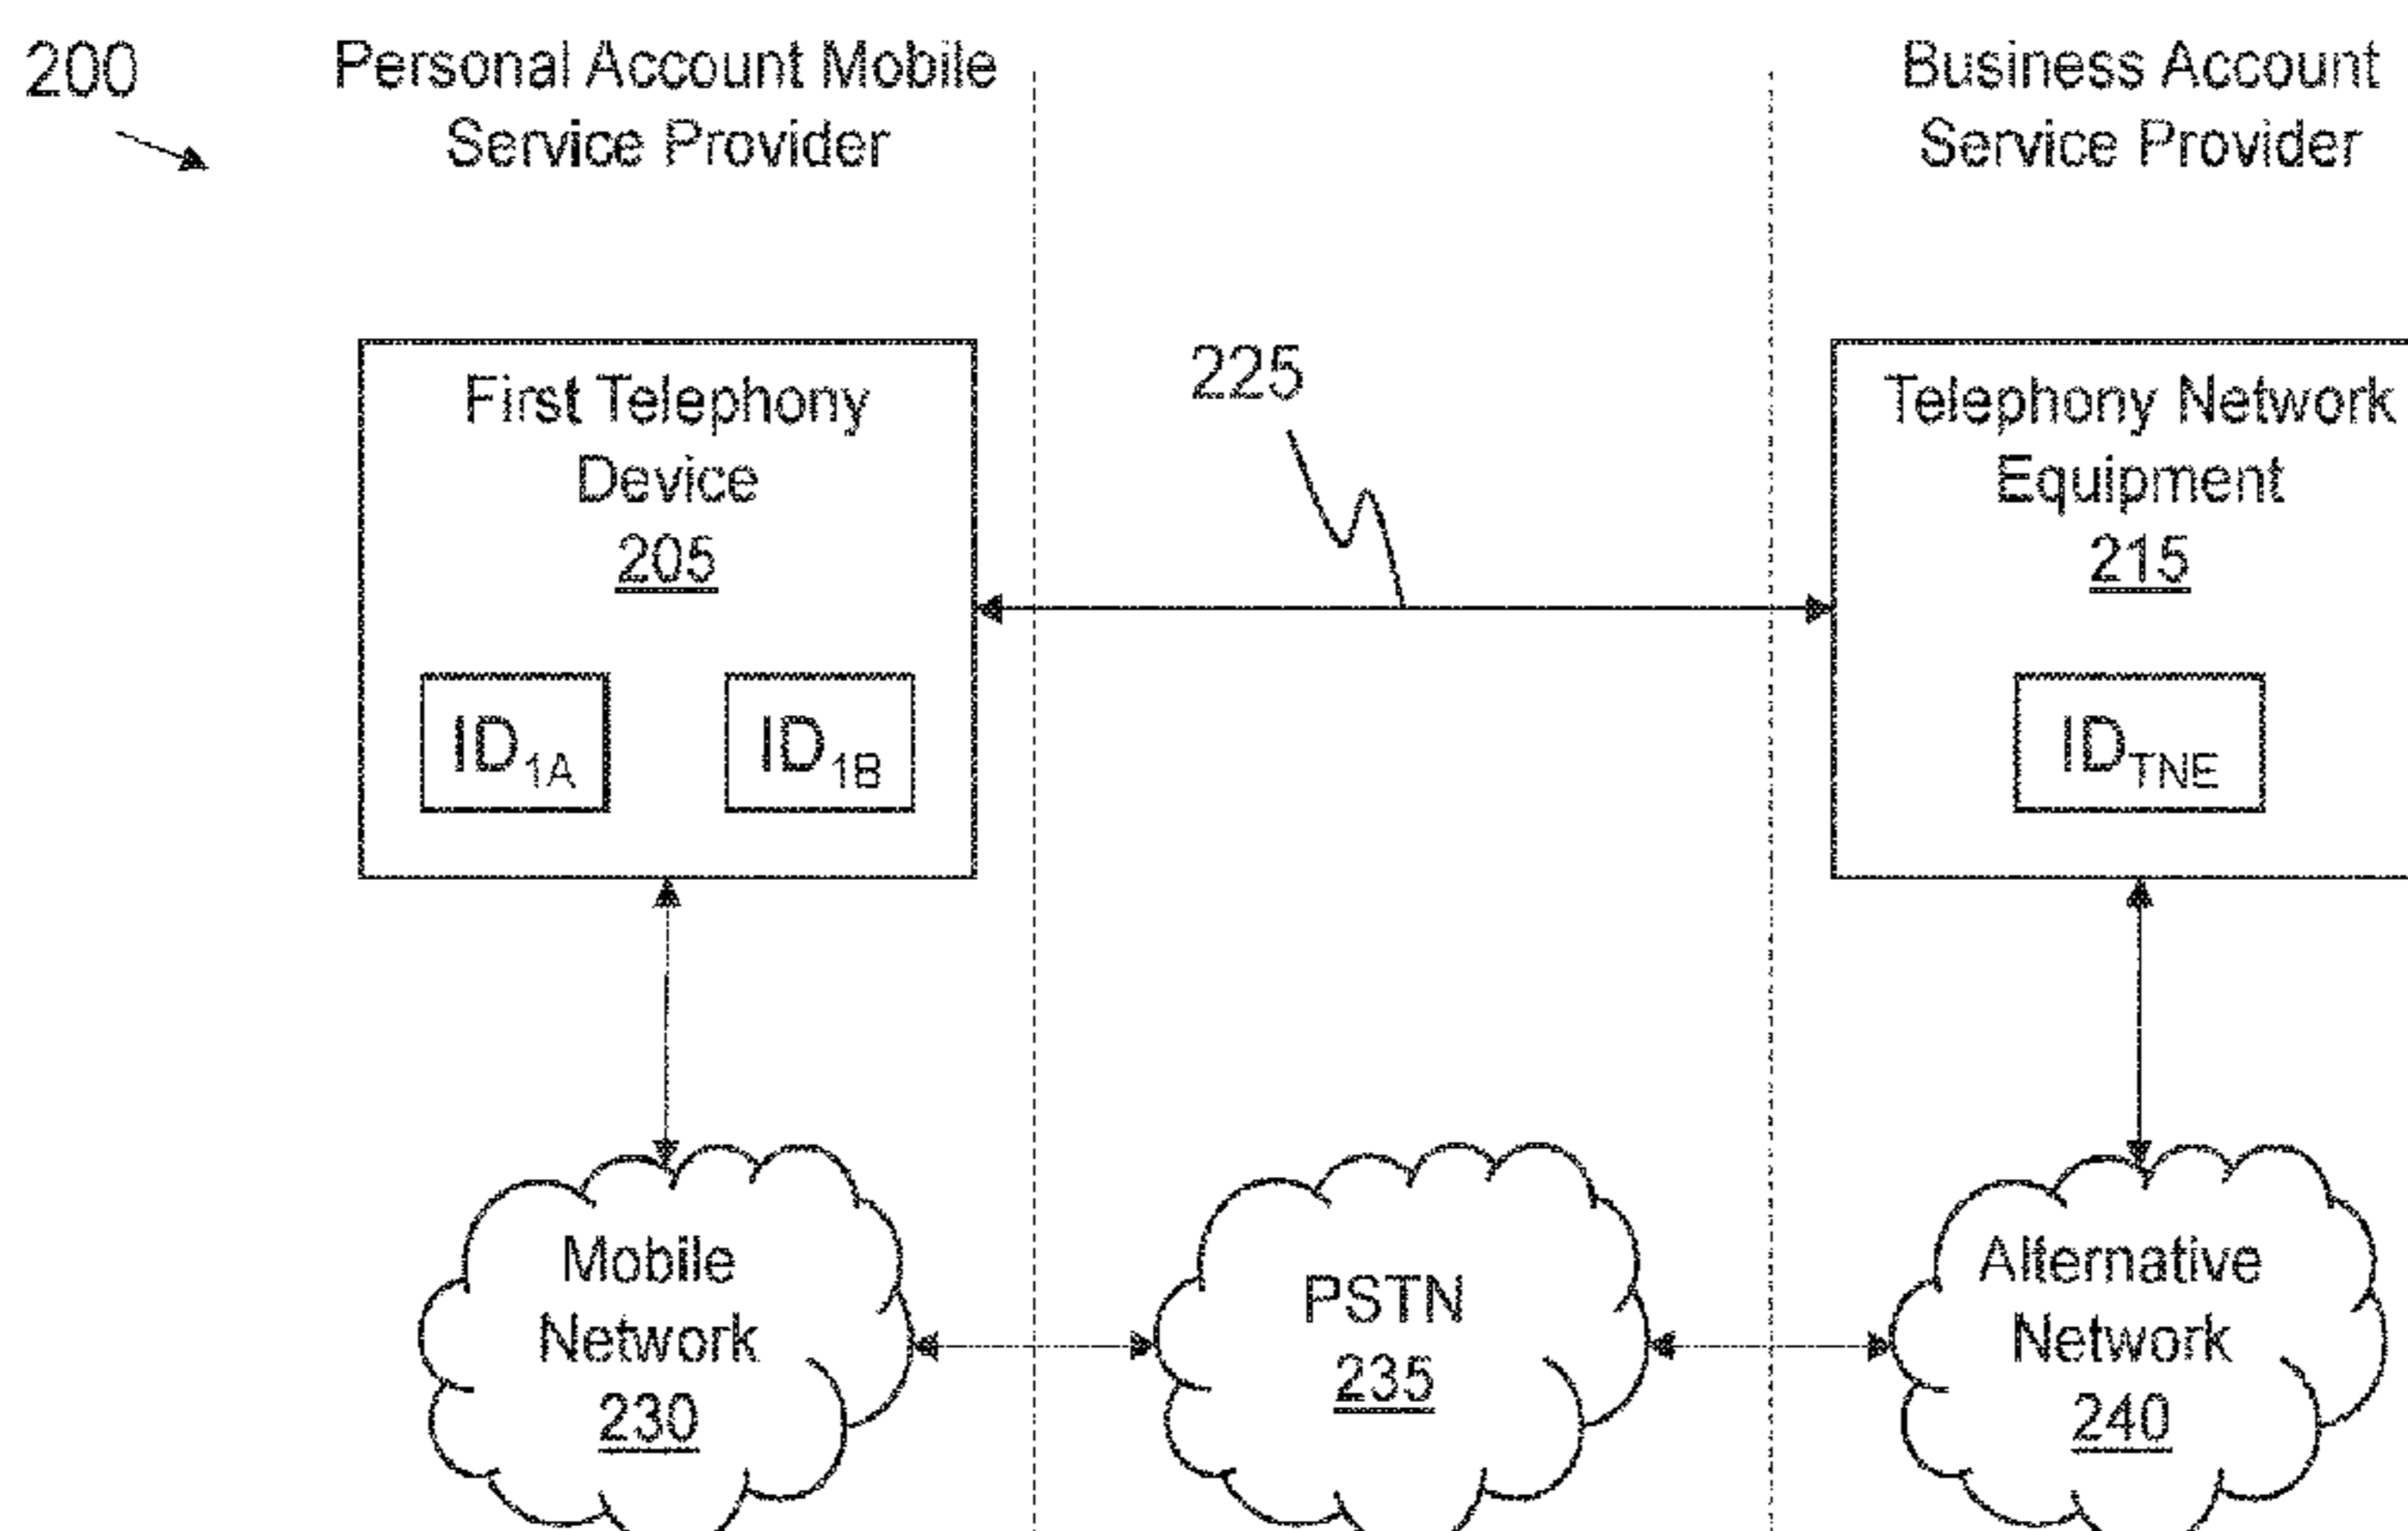 200
Personal Account Mobile
Service Provider
Business Account
Service Provider
First Telephony
Device
205
ID1A
ID1B
225
Telephony Network
Equipment
215
IDTNE
Mobile
Network
230
PSTN
235
Alternative
Network
240